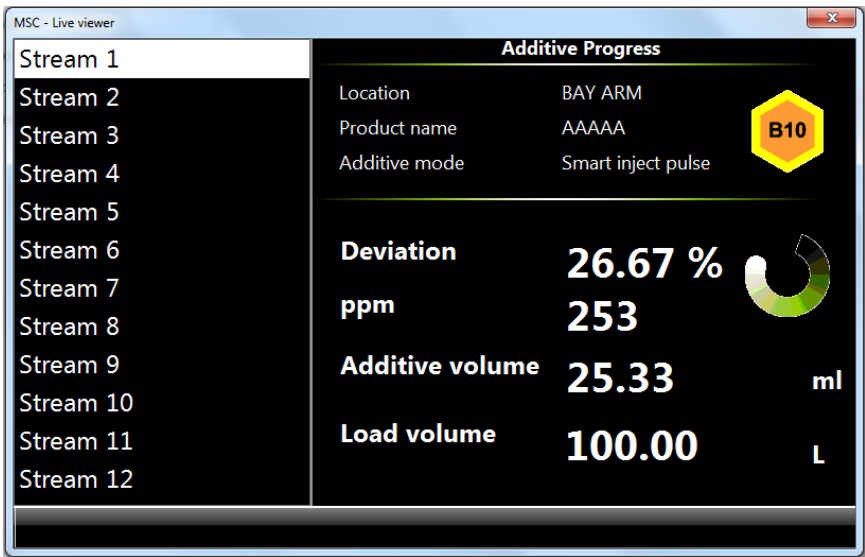 MSC - Live viewer
x
Stream 1
Stream 2
Stream 3
Stream 4
Stream 5
Stream 6
Stream 7
Stream 8
Stream 9
Stream 10
Stream 11
Stream 12
Additive Progress
Location BAY ARM
Product name AAAAA
Additive mode Smart inject pulse
B10
Deviation 26.67 %
ppm 253
Additive volume 25.33 ml
Load volume 100.00 L